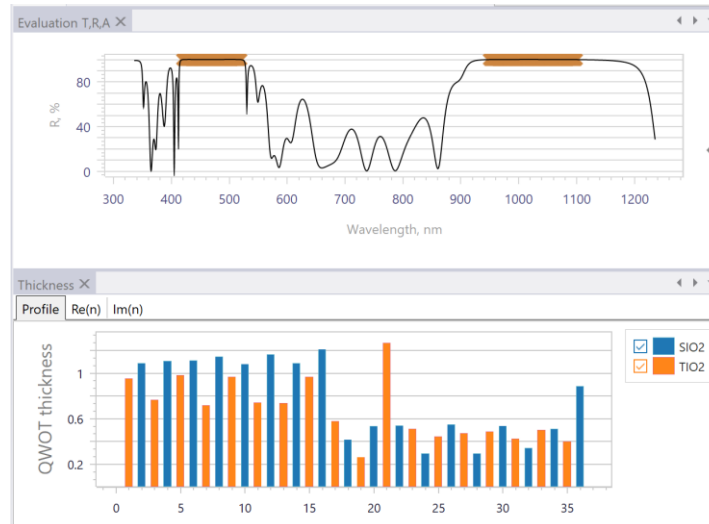 Evaluation T,R,A
R, %
80
40
0
300 400 500 600 700 800 900 1000 1100 1200
Wavelength, nm
Thickness
Profile Re(n) Im(n)
QWOT thickness
1
0.6
0.2
0 5 10 15 20 25 30 35
SIO2
TIO2